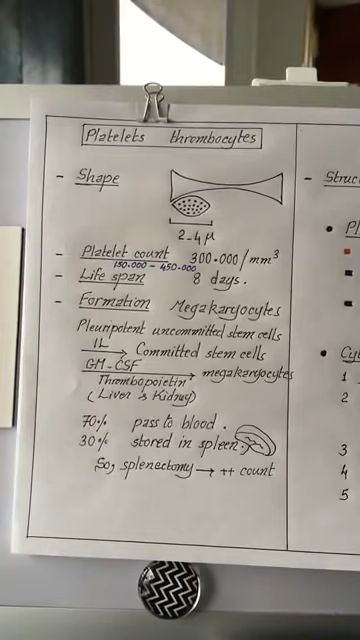 Platelets thrombocytes
- Shape
2-4 µ
- Platelet count 300.000/mm³
150.000 - 450.000
- Life span 8 days.
- Formation Megakaryocytes
Pleuripotent uncommitted stem cells
IL → Committed stem cells
GM-CSF
Thrombopoietin → megakaryocytes
(Liver & Kidney)
70% pass to blood.
30% stored in spleen.
So, splenectomy → ++ count
- Struc
•
• Cy
1
2
3
4
5